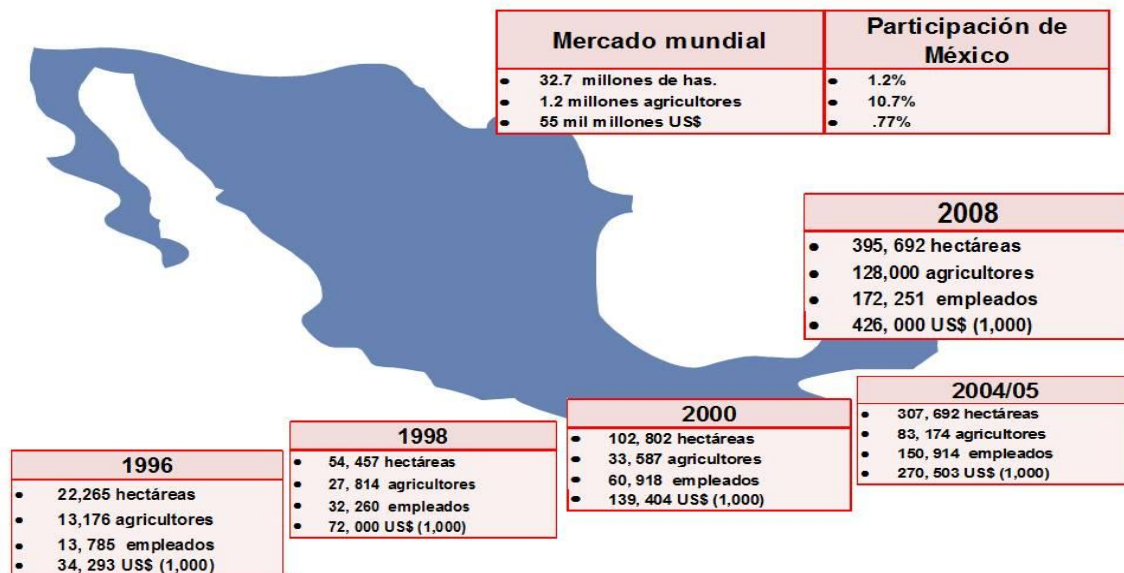 Mercado mundial
Participación de
México
• 32.7 millones de has.
• 1.2%
• 1.2 millones agricultores
• 10.7%
• 55 mil millones US$
• .77%
2008
• 395, 692 hectáreas
• 128,000 agricultores
• 172, 251 empleados
• 426, 000 US$ (1,000)
2004/05
• 307, 692 hectáreas
• 83, 174 agricultores
• 150, 914 empleados
• 270, 503 US$ (1,000)
2000
• 102, 802 hectáreas
• 33, 587 agricultores
• 60, 918 empleados
• 139, 404 US$ (1,000)
1998
• 54, 457 hectáreas
• 27, 814 agricultores
• 32, 260 empleados
• 72, 000 US$ (1,000)
1996
• 22,265 hectáreas
• 13,176 agricultores
• 13, 785 empleados
• 34, 293 US$ (1,000)